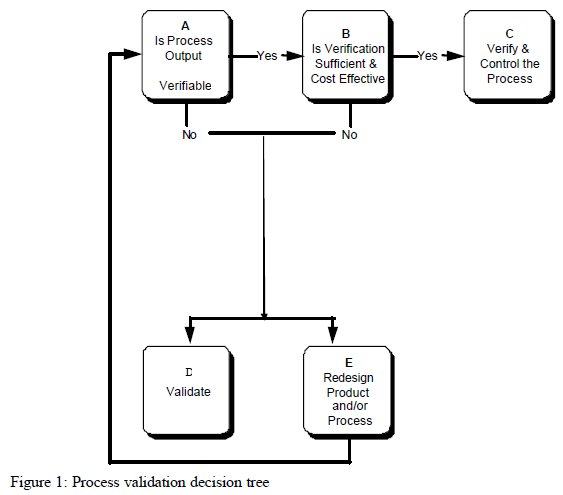 A
Is Process
Output
Verifiable
Yes
B
Is Verification
Sufficient &
Cost Effective
Yes
C
Verify &
Control the
Process
No
No
D
Validate
E
Redesign
Product
and/or
Process
Figure 1: Process validation decision tree